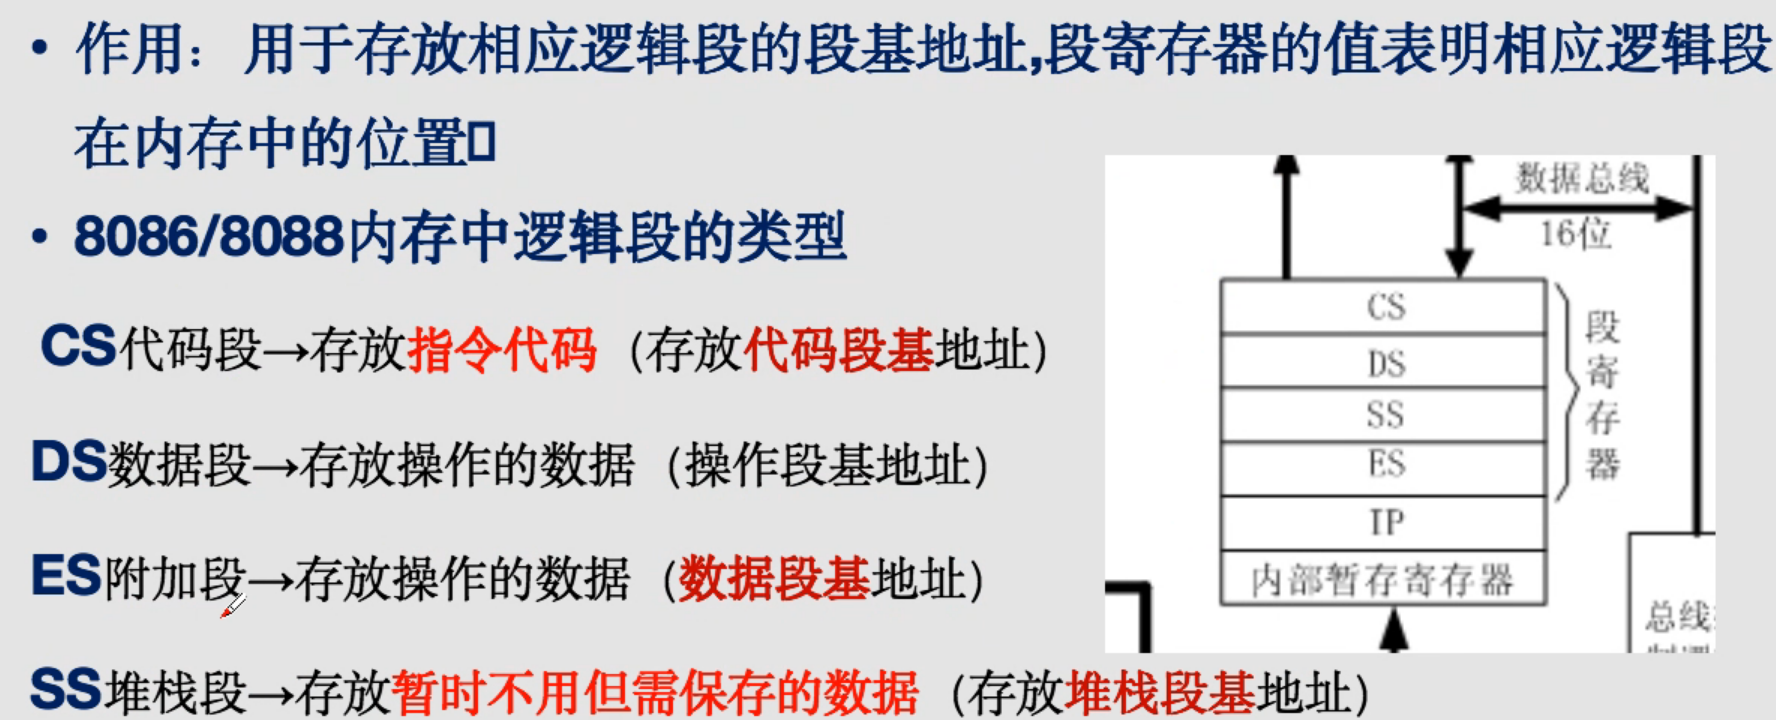 • 作用： 用于存放相应逻辑段的段基地址,段寄存器的值表明相应逻辑段
在内存中的位置
• 8086/8088内存中逻辑段的类型
CS代码段→存放指令代码（存放代码段基地址）
DS数据段→存放操作的数据（操作段基地址）
ES附加段→存放操作的数据（数据段基地址）
SS堆栈段→存放暂时不用但需保存的数据（存放堆栈段基地址）
数据总线
16位
CS
DS
SS
ES
IP
内部暂存寄存器
段寄存器
总线